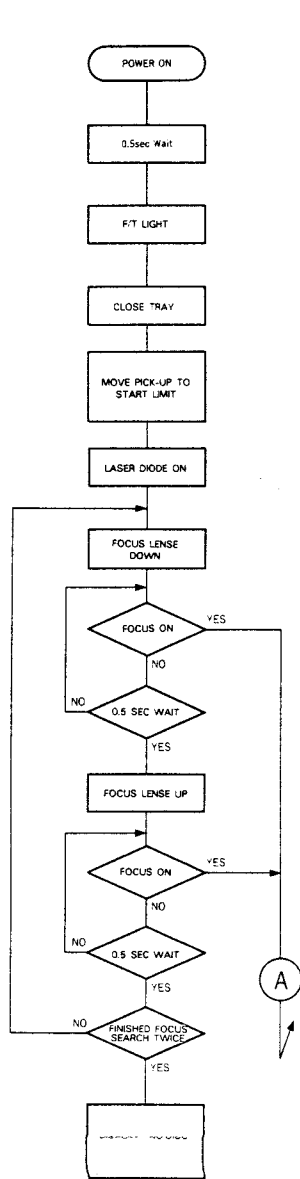 POWER ON
0.5sec Wait
F/T LIGHT
CLOSE TRAY
MOVE PICK-UP TO
START LIMIT
LASER DIODE ON
FOCUS LENSE
DOWN
FOCUS ON
YES
NO
0.5 SEC WAIT
NO
YES
FOCUS LENSE UP
FOCUS ON
YES
NO
0.5 SEC WAIT
NO
YES
A
FINISHED FOCUS
SEARCH TWICE
NO
YES